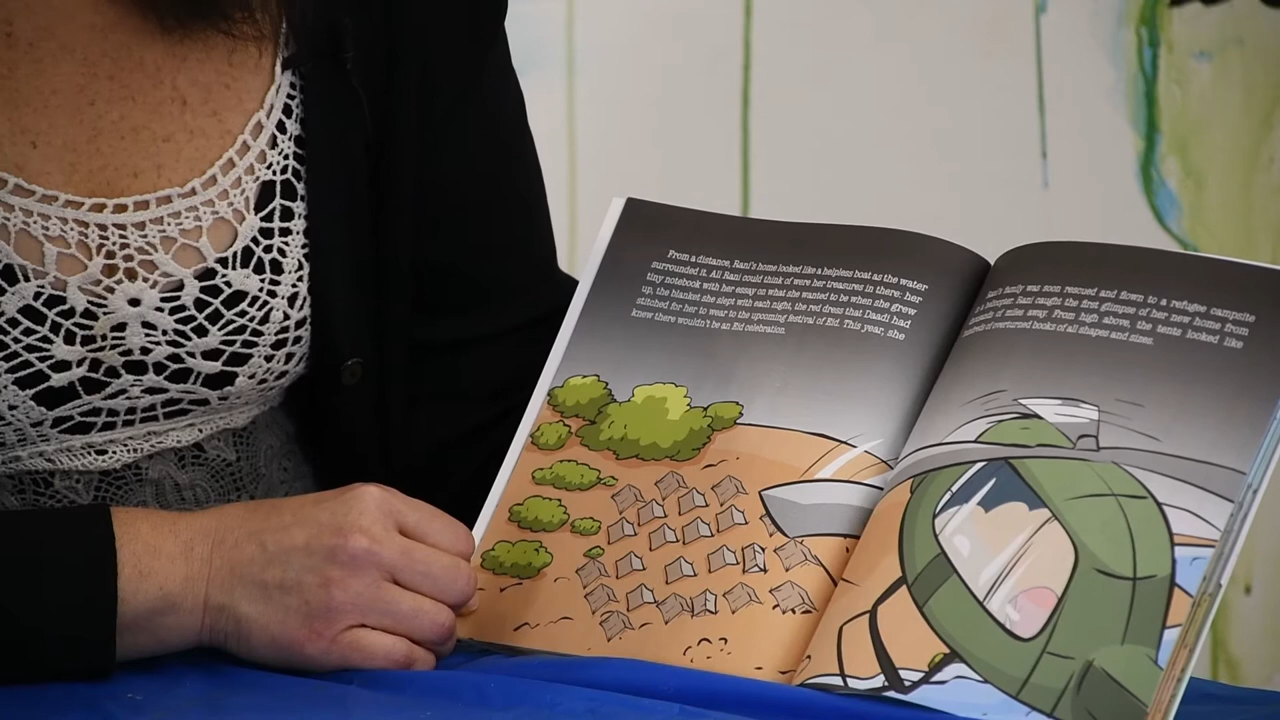 From a distance, Rani's home looked like a helpless boat as the water
surrounded it. All Rani could think of were her treasures in there: her
tiny notebook with her essay on what she wanted to be when she grew
up, the blanket she slept with each night, the red dress that Daadi had
stitched for her to wear to the upcoming festival of Eid. This year, she
knew there wouldn't be an Eid celebration.
Rani's family was soon rescued and flown to a refugee campsite
helicopter. Rani caught the first glimpse of her new home from
of miles away. From high above, the tents looked like
of overturned books of all shapes and sizes.